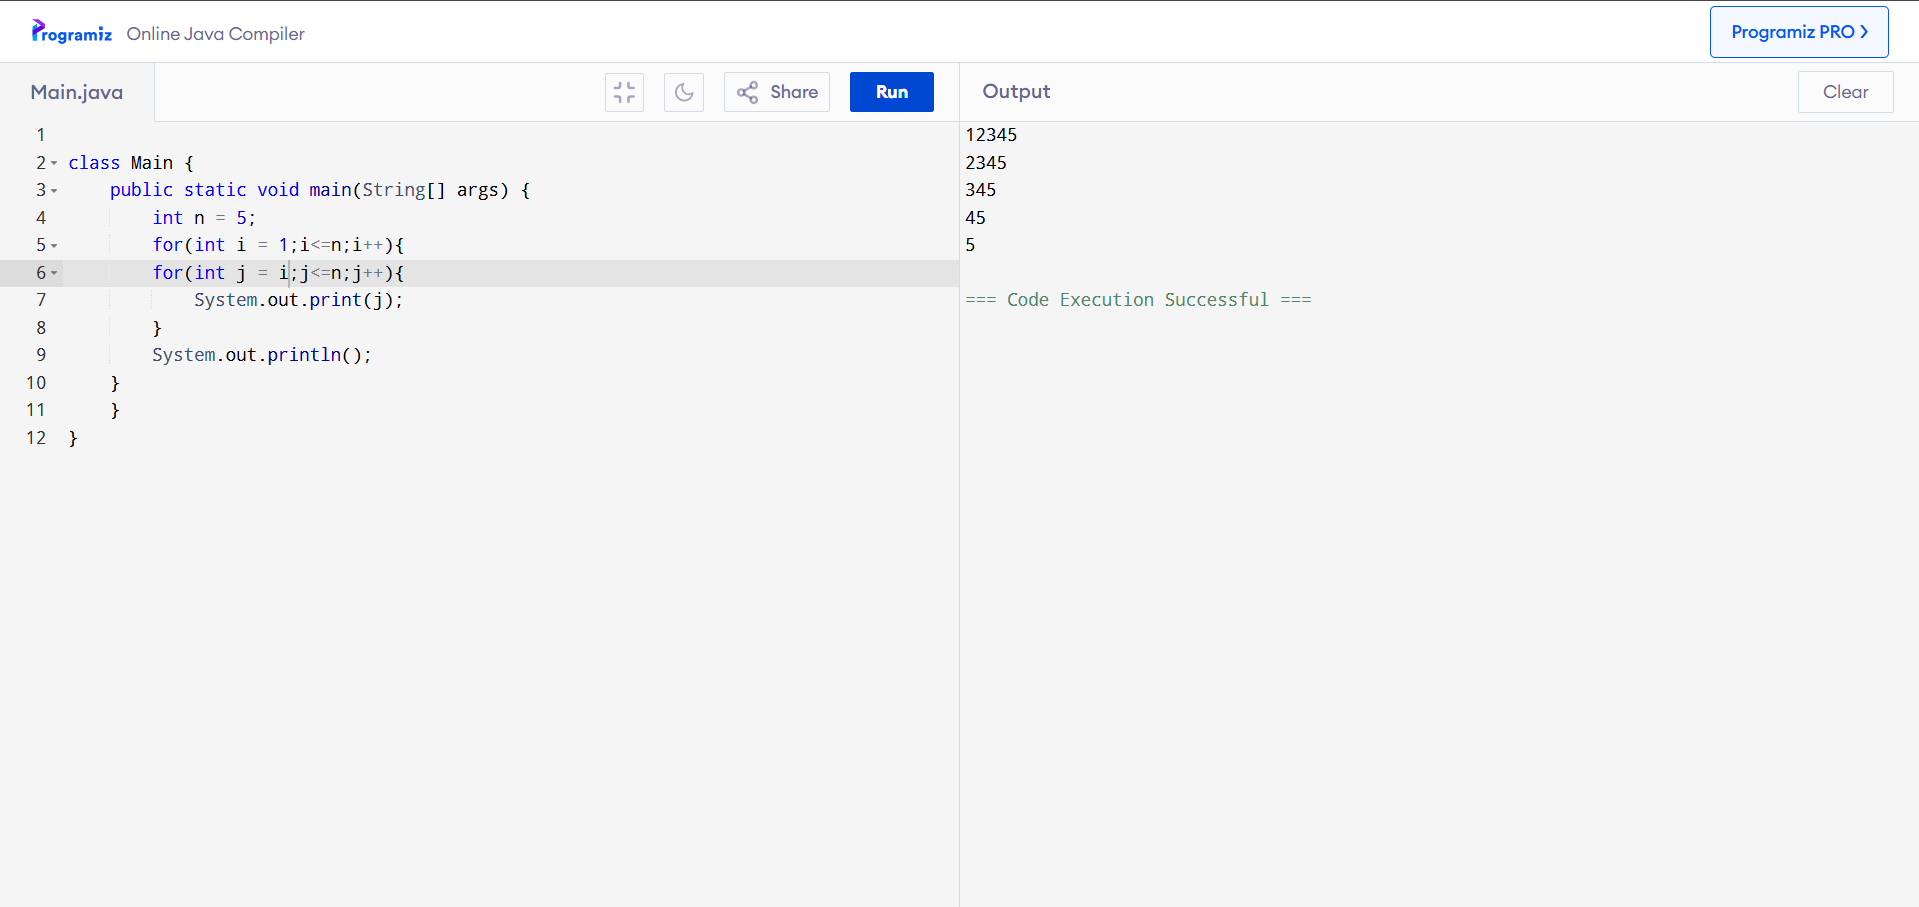 Programiz Online Java Compiler
Programiz PRO
Main.java
Share
Run
Output
Clear
1
2 class Main {
3     public static void main(String[] args) {
4         int n = 5;
5         for(int i = 1;i<=n;i++){
6         for(int j = i;j<=n;j++){
7             System.out.print(j);
8         }
9         System.out.println();
10     }
11     }
12 }
12345
2345
345
45
5
=== Code Execution Successful ===